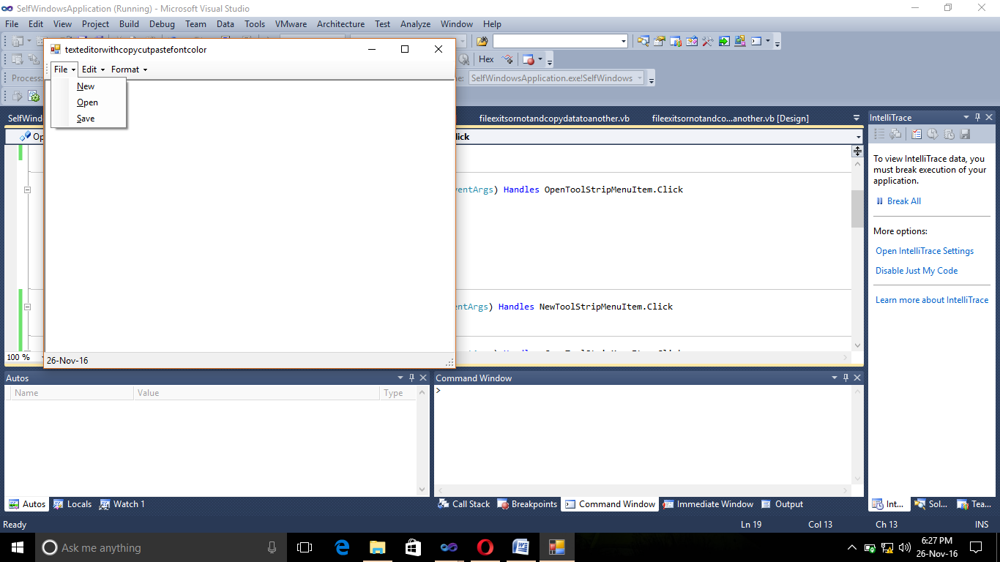 SelfWindowsApplication (Running) - Microsoft Visual Studio
File Edit View Project Build Debug Team Data Tools VMware Architecture Test Analyze Window Help
texteditorwithcopycutpastefontcolor
Hex
File Edit Format
Process:
SelfWindowsApplication.exe!SelfWindows
New
Open
Save
SelfWind
fileexitsornotandcopydatatoanother.vb fileexitsornotandco...another.vb [Design]
IntelliTrace
Op
lick
To view IntelliTrace data, you
must break execution of your
application.
Break All
More options:
Open IntelliTrace Settings
Disable Just My Code
Learn more about IntelliTrace
ventArgs) Handles OpenToolStripMenuItem.Click
entArgs) Handles NewToolStripMenuItem.Click
100 %
26-Nov-16
Autos
Name Value Type
Command Window
>
Autos Locals Watch 1
Call Stack Breakpoints Command Window Immediate Window Output
Int... Sol... Tea...
Ready Ln 19 Col 13 Ch 13 INS
Ask me anything
6:27 PM
26-Nov-16